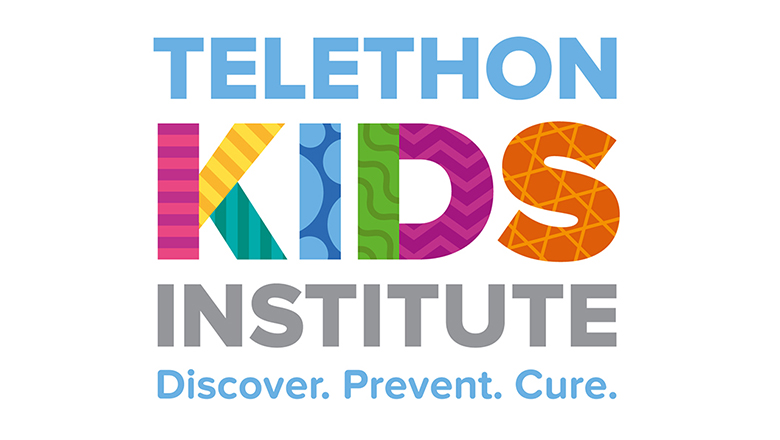 TELETHON
KIDS
INSTITUTE
Discover. Prevent. Cure.